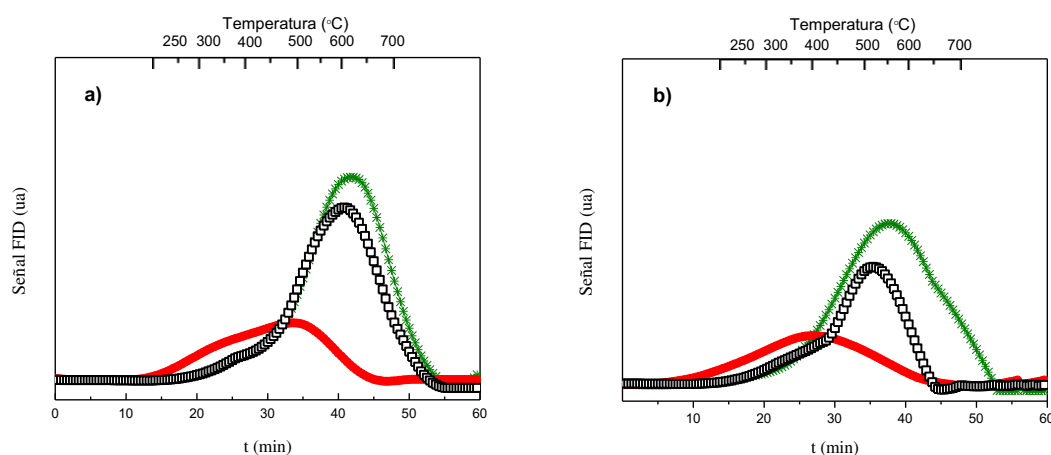 Temperatura (°C)
250 300 400 500 600 700
a)
Señal FID (ua)
0 10 20 30 40 50 60
t (min)
Temperatura (°C)
250 300 400 500 600 700
b)
Señal FID (ua)
10 20 30 40 50 60
t (min)